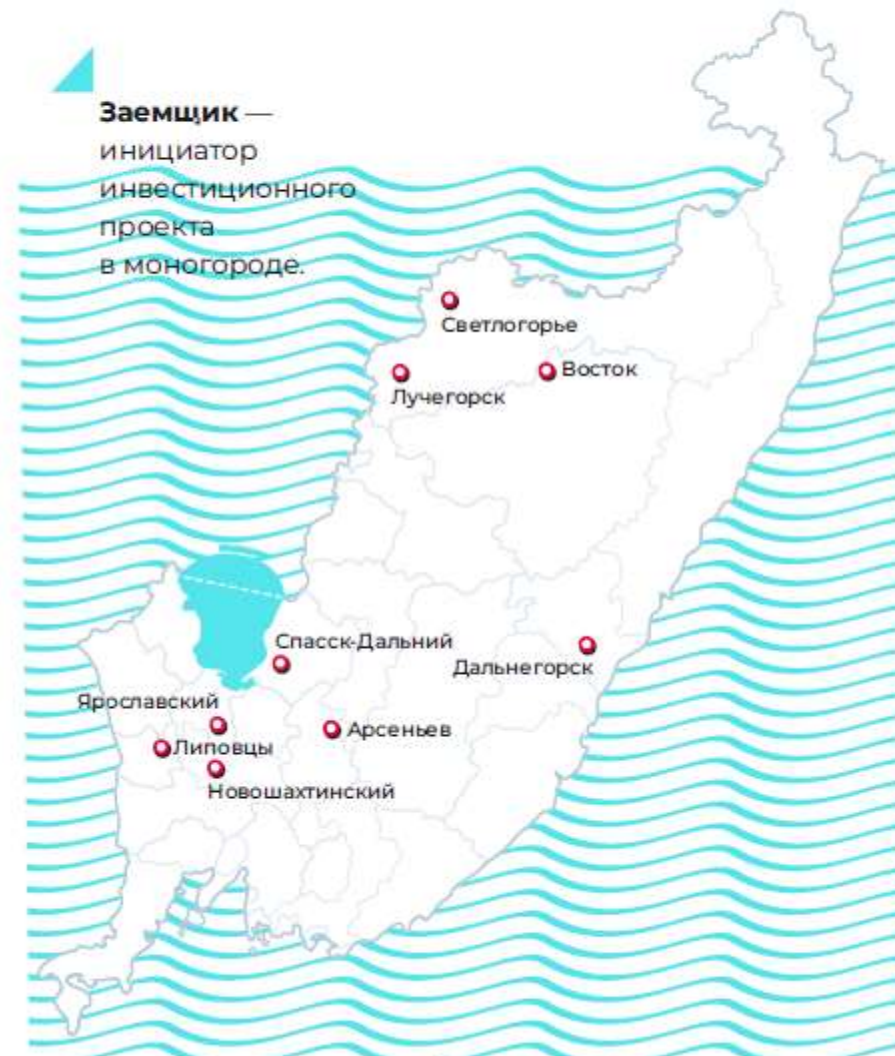 Заемщик —
инициатор
инвестиционного
проекта
в моногороде.
Светлогорье
Восток
Лучегорск
Спасск-Дальний
Дальнегорск
Ярославский
Арсеньев
Липовцы
Новошахтинский